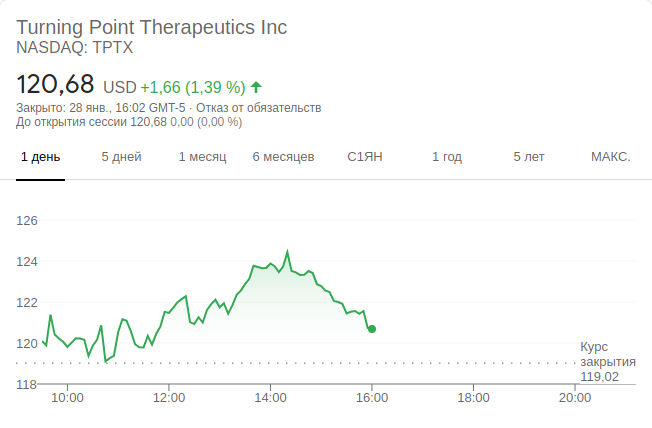 Turning Point Therapeutics Inc
NASDAQ: TPTX
120,68 USD +1,66 (1,39 %)
Закрыто: 28 янв., 16:02 GMT-5 · Отказ от обязательств
До открытия сессии 120,68 0,00 (0,00 %)
1 день 5 дней 1 месяц 6 месяцев С1ЯН 1 год 5 лет МАКС.
126
124
122
120
Курс
закрытия
119,02
118
10:00 12:00 14:00 16:00 18:00 20:00